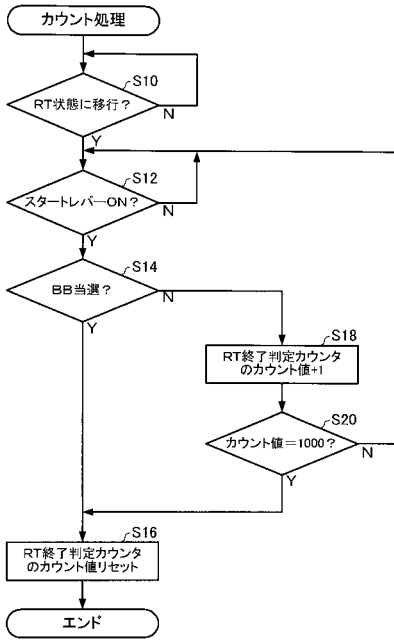 カウント処理
S10
RT状態に移行？
N
Y
S12
スタートレバーON？
N
Y
S14
BB当選？
N
Y
S18
RT終了判定カウンタ
のカウント値+1
S20
カウント値＝1000？
N
Y
S16
RT終了判定カウンタ
のカウント値リセット
エンド